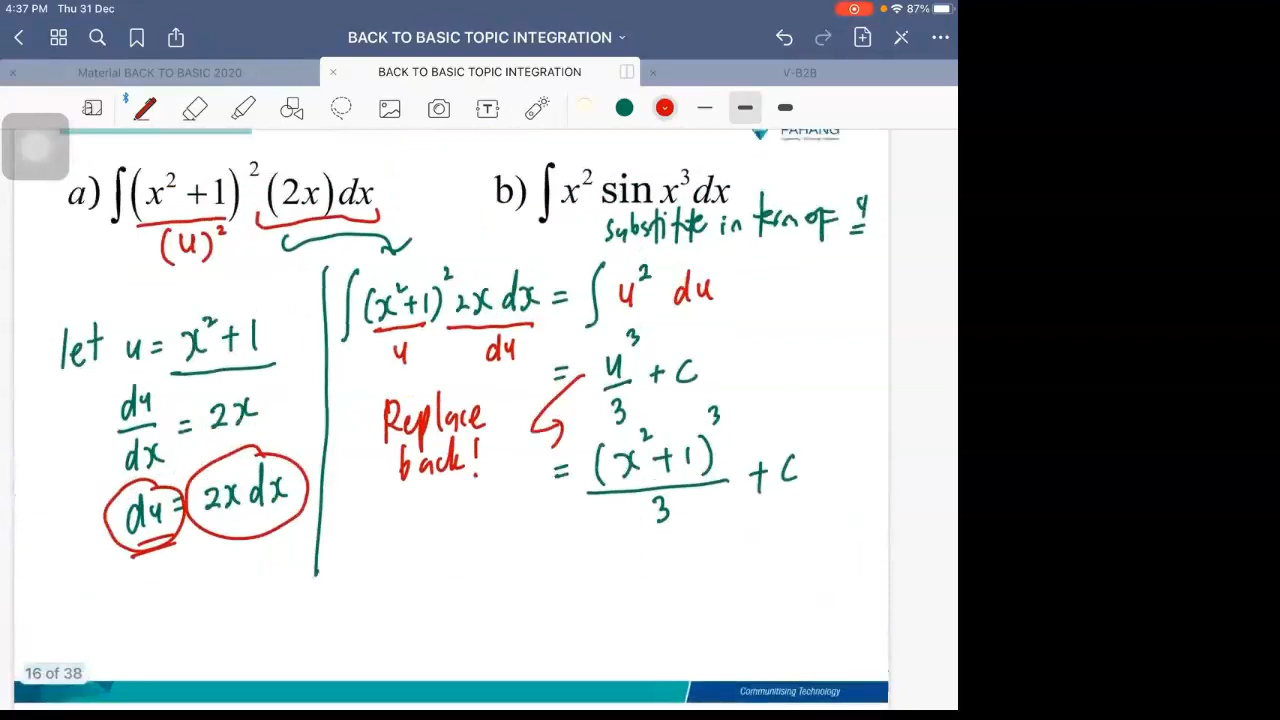 4:37 PM Thu 31 Dec
87%
BACK TO BASIC TOPIC INTEGRATION
Material BACK TO BASIC 2020
BACK TO BASIC TOPIC INTEGRATION
V-B2B
PAHANG
a) ∫(x² + 1)² (2x)dx
b) ∫x² sin x³ dx
(u)²
substitute in term of u
∫(x²+1)² 2x dx = ∫ u² du
u
du
let u = x² + 1
du/dx = 2x
du = 2x dx
= u³/3 + c
Replace
back!
= (x² + 1)³/3 + c
16 of 38
Communitising Technology